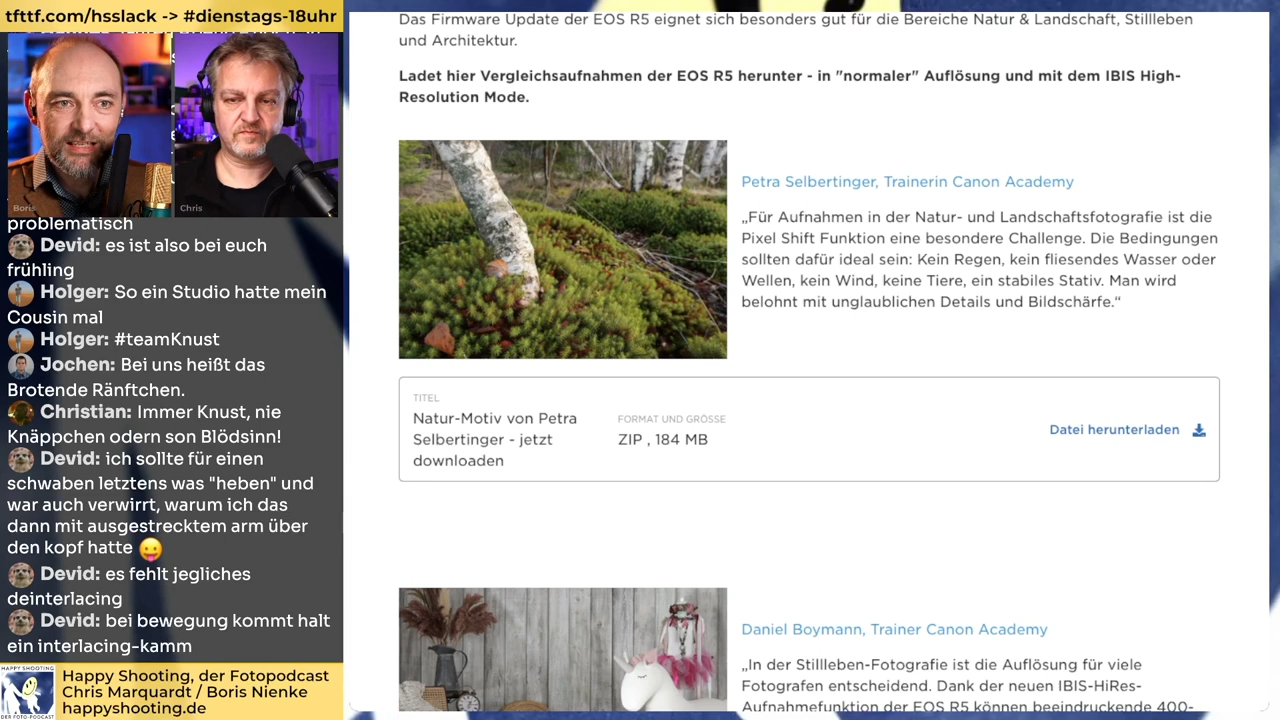 tfttf.com/hsslack -> #dienstags-18uhr
Boris
Chris
problematisch
Devid: es ist also bei euch
frühling
Holger: So ein Studio hatte mein
Cousin mal
Holger: #teamKnust
Jochen: Bei uns heißt das
Brotende Ränftchen.
Christian: Immer Knust, nie
Knäppchen odern son Blödsinn!
Devid: ich sollte für einen
schwaben letztens was "heben" und
war auch verwirrt, warum ich das
dann mit ausgestrecktem arm über
den kopf hatte 😛
Devid: es fehlt jegliches
deinterlacing
Devid: bei bewegung kommt halt
ein interlacing-kamm
HAPPY SHOOTING
DER FOTO-PODCAST
Happy Shooting, der Fotopodcast
Chris Marquardt / Boris Nienke
happyshooting.de
Das Firmware Update der EOS R5 eignet sich besonders gut für die Bereiche Natur & Landschaft, Stillleben
und Architektur.
Ladet hier Vergleichsaufnahmen der EOS R5 herunter - in "normaler" Auflösung und mit dem IBIS High-
Resolution Mode.
Petra Selbertinger, Trainerin Canon Academy
„Für Aufnahmen in der Natur- und Landschaftsfotografie ist die
Pixel Shift Funktion eine besondere Challenge. Die Bedingungen
sollten dafür ideal sein: Kein Regen, kein fliesendes Wasser oder
Wellen, kein Wind, keine Tiere, ein stabiles Stativ. Man wird
belohnt mit unglaublichen Details und Bildschärfe.“
TITEL
Natur-Motiv von Petra
Selbertinger - jetzt
downloaden
FORMAT UND GRÖSSE
ZIP , 184 MB
Datei herunterladen
Daniel Boymann, Trainer Canon Academy
„In der Stillleben-Fotografie ist die Auflösung für viele
Fotografen entscheidend. Dank der neuen IBIS-HiRes-
Aufnahmefunktion der EOS R5 können beeindruckende 400-